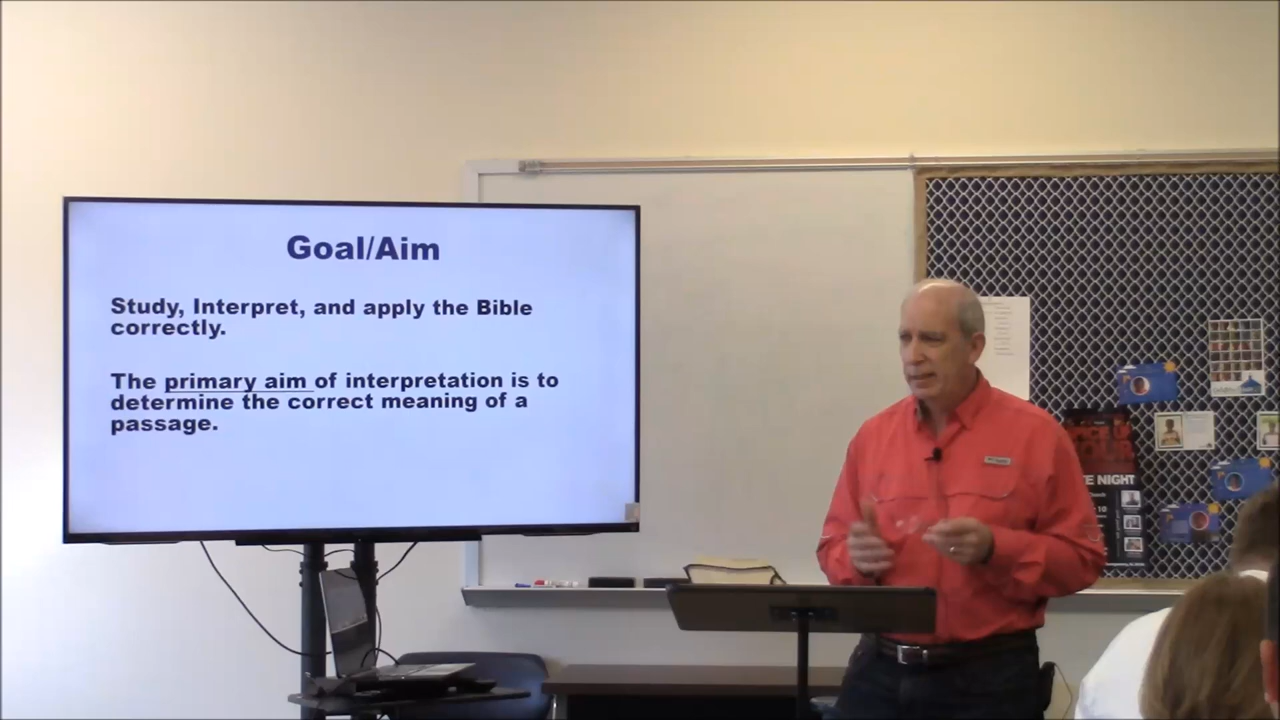 Goal/Aim
Study, Interpret, and apply the Bible
correctly.
The primary aim of interpretation is to
determine the correct meaning of a
passage.
E NIGHT